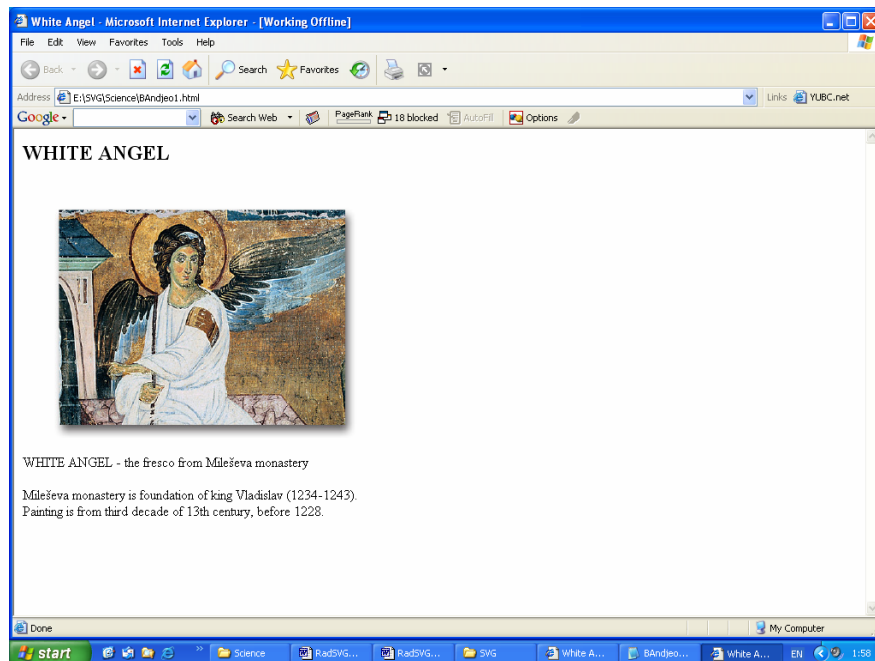 White Angel - Microsoft Internet Explorer - [Working Offline]
File Edit View Favorites Tools Help
Back Search Favorites
Address E:\SVG\Science\BAndjeo1.html Links YUBC.net
Google Search Web PageRank 18 blocked AutoFill Options
WHITE ANGEL
WHITE ANGEL - the fresco from Mileševa monastery
Mileševa monastery is foundation of king Vladislav (1234-1243).
Painting is from third decade of 13th century, before 1228.
Done My Computer
start Science RadSVG... RadSVG... SVG White A... BAndjeo... White A... EN 1:58